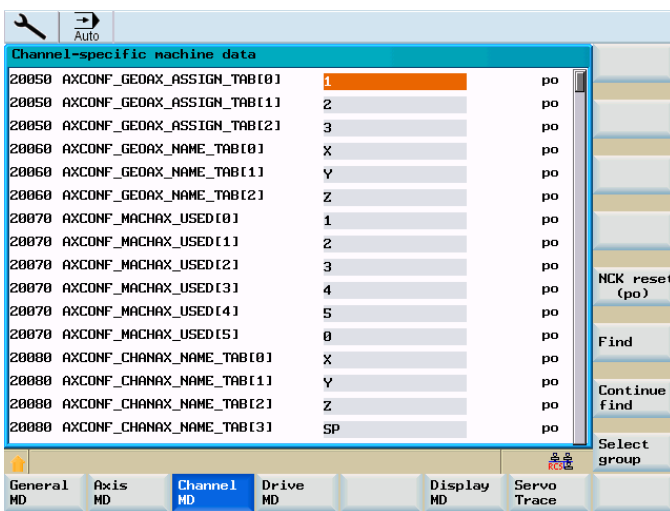 Auto
Channel-specific machine data
20050 AXCONF_GEOAX_ASSIGN_TAB[0] 1 po
20050 AXCONF_GEOAX_ASSIGN_TAB[1] 2 po
20050 AXCONF_GEOAX_ASSIGN_TAB[2] 3 po
20060 AXCONF_GEOAX_NAME_TAB[0] X po
20060 AXCONF_GEOAX_NAME_TAB[1] Y po
20060 AXCONF_GEOAX_NAME_TAB[2] Z po
20070 AXCONF_MACHAX_USED[0] 1 po
20070 AXCONF_MACHAX_USED[1] 2 po
20070 AXCONF_MACHAX_USED[2] 3 po
20070 AXCONF_MACHAX_USED[3] 4 po
20070 AXCONF_MACHAX_USED[4] 5 po
20070 AXCONF_MACHAX_USED[5] 0 po
20080 AXCONF_CHANAX_NAME_TAB[0] X po
20080 AXCONF_CHANAX_NAME_TAB[1] Y po
20080 AXCONF_CHANAX_NAME_TAB[2] Z po
20080 AXCONF_CHANAX_NAME_TAB[3] SP po
NCK reset
(po)
Find
Continue
find
Select
group
RCS
General Axis Channel Drive Display Servo
MD MD MD MD MD Trace